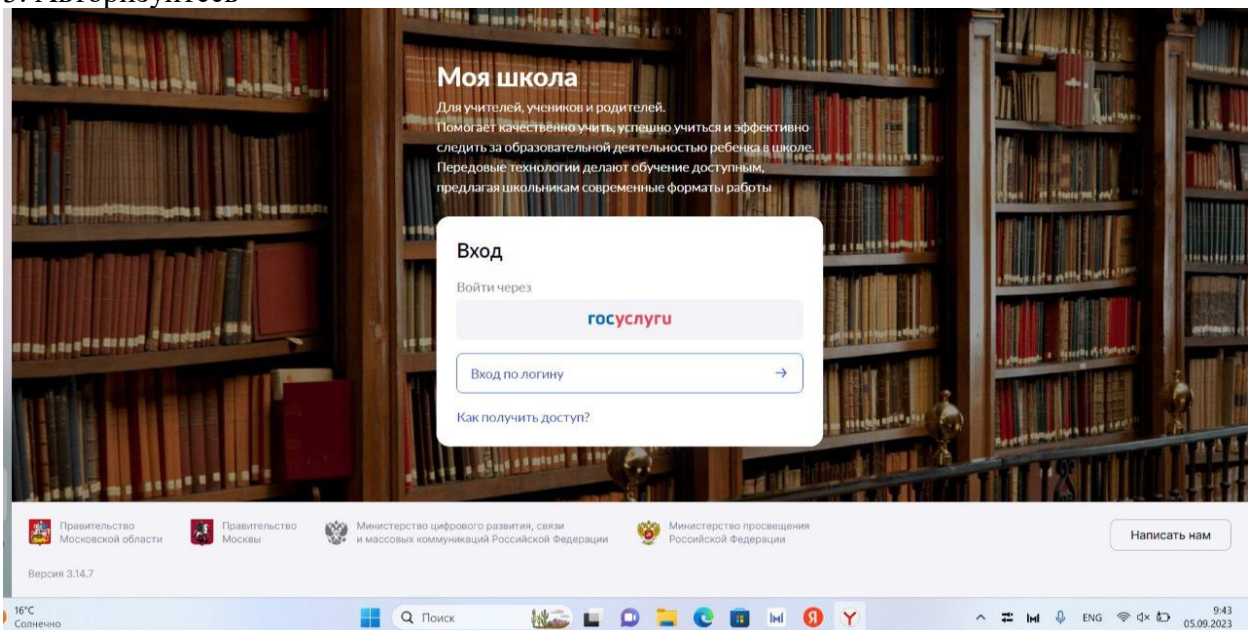 3. Авторизуйтесь
Моя школа
Для учителей, учеников и родителей.
Помогает качественно учить, успешно учиться и эффективно
следить за образовательной деятельностью ребенка в школе.
Передовые технологии делают обучение доступным,
предлагая школьникам современные форматы работы
Вход
Войти через
госуслуги
Вход по логину
Как получить доступ?
Правительство
Московской области
Правительство
Москвы
Министерство цифрового развития, связи
и массовых коммуникаций Российской Федерации
Министерство просвещения
Российской Федерации
Написать нам
Версия 3.14.7
16°C
Солнечно
Поиск
ENG
9:43
05.09.2023